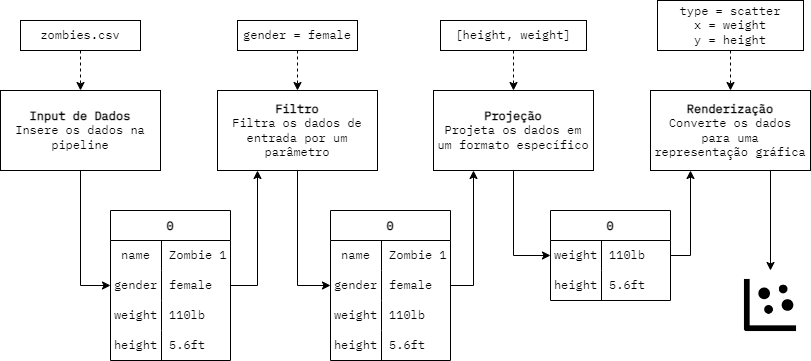 zombies.csv
gender = female
[height, weight]
type = scatter
x = weight
y = height
Input de Dados
Insere os dados na
pipeline
Filtro
Filtra os dados de
entrada por um
parâmetro
Projeção
Projeta os dados em
um formato específico
Renderização
Converte os dados
para uma
representação gráfica
0
name Zombie 1
gender female
weight 110lb
height 5.6ft
0
name Zombie 1
gender female
weight 110lb
height 5.6ft
0
weight 110lb
height 5.6ft